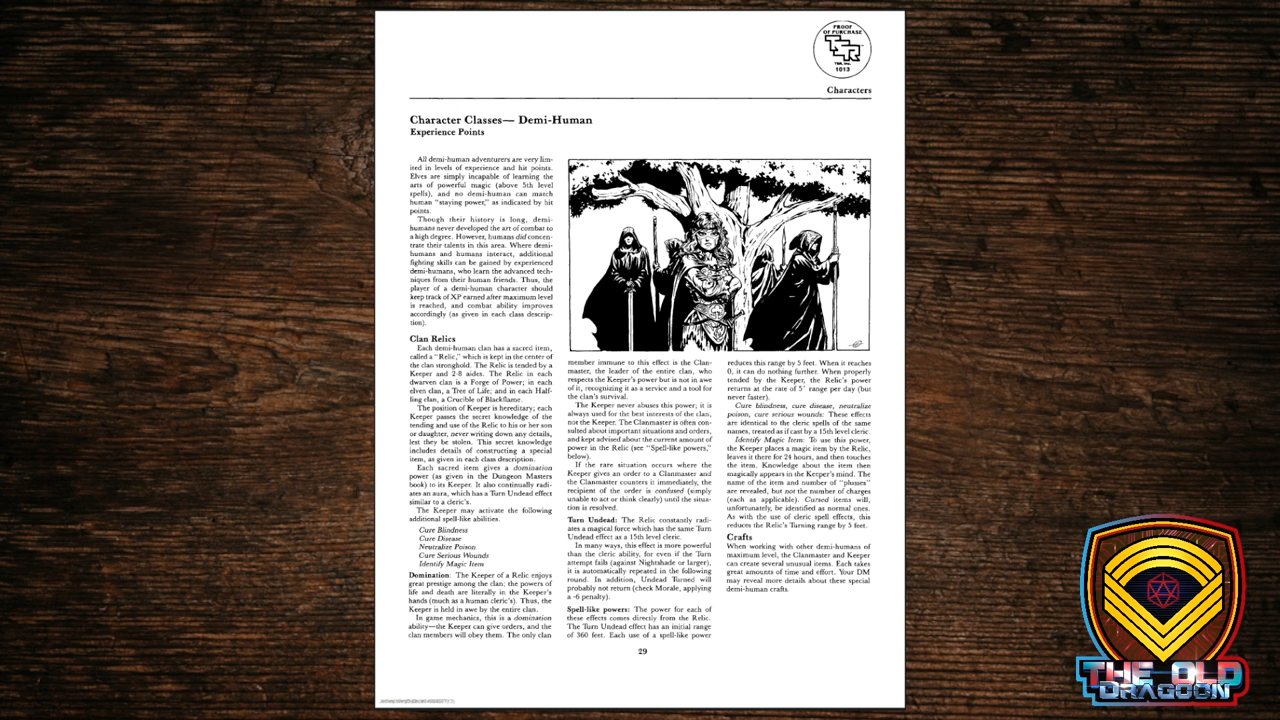 PROOF
OF PURCHASE
TSR
TSR, Inc.
1013
Characters
Character Classes— Demi-Human
Experience Points
All demi-human adventurers are very lim-
ited in levels of experience and hit points.
Elves are simply incapable of learning the
arts of powerful magic (above 5th level
spells), and no demi-human can match
human "staying power," as indicated by hit
points.
Though their history is long, demi-
humans never developed the art of combat to
a high degree. However, humans did concen-
trate their talents in this area. Where demi-
humans and humans interact, additional
fighting skills can be gained by experienced
demi-humans, who learn the advanced tech-
niques from their human friends. Thus, the
player of a demi-human character should
keep track of XP earned after maximum level
is reached, and combat ability improves
accordingly (as given in each class descrip-
tion).
Clan Relics
Each demi-human clan has a sacred item,
called a "Relic," which is kept in the center of
the clan stronghold. The Relic is tended by a
Keeper and 2-8 aides. The Relic in each
dwarven clan is a Forge of Power; in each
elven clan, a Tree of Life; and in each Half-
ling clan, a Crucible of Blackflame.
The position of Keeper is hereditary; each
Keeper passes the secret knowledge of the
tending and use of the Relic to his or her son
or daughter, never writing down any details,
lest they be stolen. This secret knowledge
includes details of constructing a special
item, as given in each class description.
Each sacred item gives a domination
power (as given in the Dungeon Masters
book) to its Keeper. It also continually radi-
ates an aura, which has a Turn Undead effect
similar to a cleric's.
The Keeper may activate the following
additional spell-like abilities.
Cure Blindness
Cure Disease
Neutralize Poison
Cure Serious Wounds
Identify Magic Item
Domination: The Keeper of a Relic enjoys
great prestige among the clan; the powers of
life and death are literally in the Keeper's
hands (much as a human cleric's). Thus, the
Keeper is held in awe by the entire clan.
In game mechanics, this is a domination
ability—the Keeper can give orders, and the
clan members will obey them. The only clan
member immune to this effect is the Clan-
master, the leader of the entire clan, who
respects the Keeper's power but is not in awe
of it, recognizing it as a service and a tool for
the clan's survival.
The Keeper never abuses this power; it is
always used for the best interests of the clan,
not the Keeper. The Clanmaster is often con-
sulted about important situations and orders,
and kept advised about the current amount of
power in the Relic (see "Spell-like powers,"
below).
If the rare situation occurs where the
Keeper gives an order to a Clanmaster and
the Clanmaster counters it immediately, the
recipient of the order is confused (simply
unable to act or think clearly) until the situa-
tion is resolved.
Turn Undead: The Relic constantly radi-
ates a magical force which has the same Turn
Undead effect as a 15th level cleric.
In many ways, this effect is more powerful
than the cleric ability, for even if the Turn
attempt fails (against Nightshade or larger),
it is automatically repeated in the following
round. In addition, Undead Turned will
probably not return (check Morale, applying
a -6 penalty).
Spell-like powers: The power for each of
these effects comes directly from the Relic.
The Turn Undead effect has an initial range
of 360 feet. Each use of a spell-like power
reduces this range by 5 feet. When it reaches
0, it can do nothing further. When properly
tended by the Keeper, the Relic's power
returns at the rate of 5' range per day (but
never faster).
Cure blindness, cure disease, neutralize
poison, cure serious wounds: These effects
are identical to the cleric spells of the same
names, treated as if cast by a 15th level cleric.
Identify Magic Item: To use this power,
the Keeper places a magic item by the Relic,
leaves it there for 24 hours, and then touches
the item. Knowledge about the item then
magically appears in the Keeper's mind. The
name of the item and number of "plusses"
are revealed, but not the number of charges
(each as applicable). Cursed items will,
unfortunately, be identified as normal ones.
As with the use of cleric spell effects, this
reduces the Relic's Turning range by 5 feet.
Crafts
When working with other demi-humans of
maximum level, the Clanmaster and Keeper
can create several unusual items. Each takes
great amounts of time and effort. Your DM
may reveal more details about these special
demi-human crafts.
29
THE OLD
DRAGOON